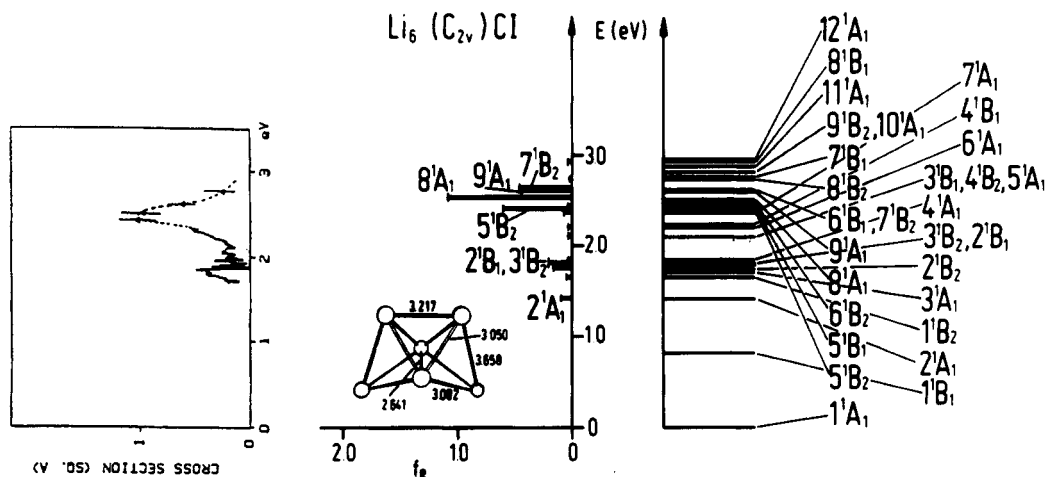 Li₆ (C₂ᵥ)CI
E (eV)
eV
3
2
1
0
1
0
CROSS SECTION (SQ. A)
30
20
10
0
2.0
1.0
0
fₑ
8¹A₁
9¹A₁
7¹B₂
5¹B₂
2¹B₁,3¹B₂
2¹A₁
3.217
3.050
3.658
3.082
2.641
12¹A₁
8¹B₁
11¹A₁
9¹B₂,10¹A₁
7¹B₁
8¹B₂
6¹B₁,7¹B₂
9¹A₁
8¹A₁
6¹B₂
5¹B₁
5¹B₂
1¹A₁
7¹A₁
4¹B₁
6¹A₁
3¹B₁,4¹B₂,5¹A₁
4¹A₁
3¹B₂,2¹B₁
2¹B₂
3¹A₁
1¹B₂
2¹A₁
1¹B₁